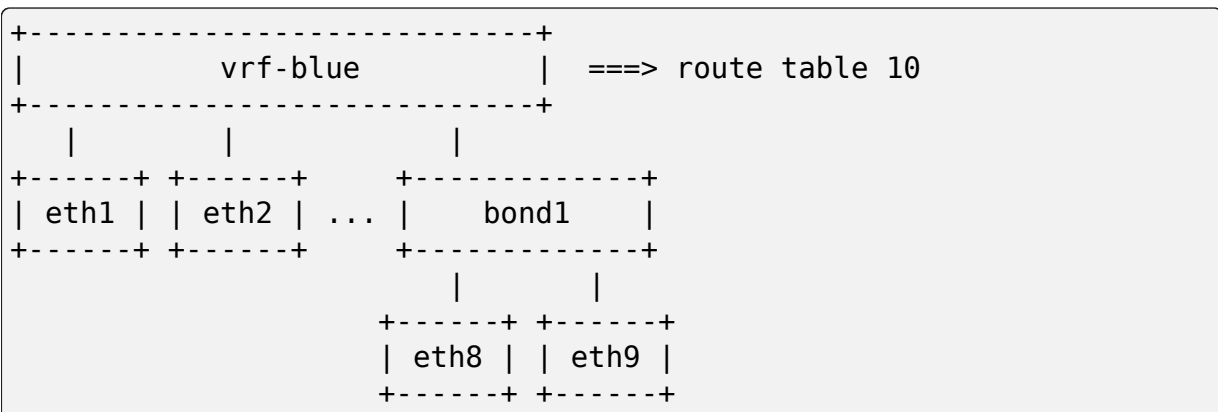 +-----------------------------+
|           vrf-blue          |  ===> route table 10
+-----------------------------+
   |        |            |
+------+ +------+     +-------------+
| eth1 | | eth2 | ... |    bond1    |
+------+ +------+     +-------------+
                         |       |
                     +------+ +------+
                     | eth8 | | eth9 |
                     +------+ +------+